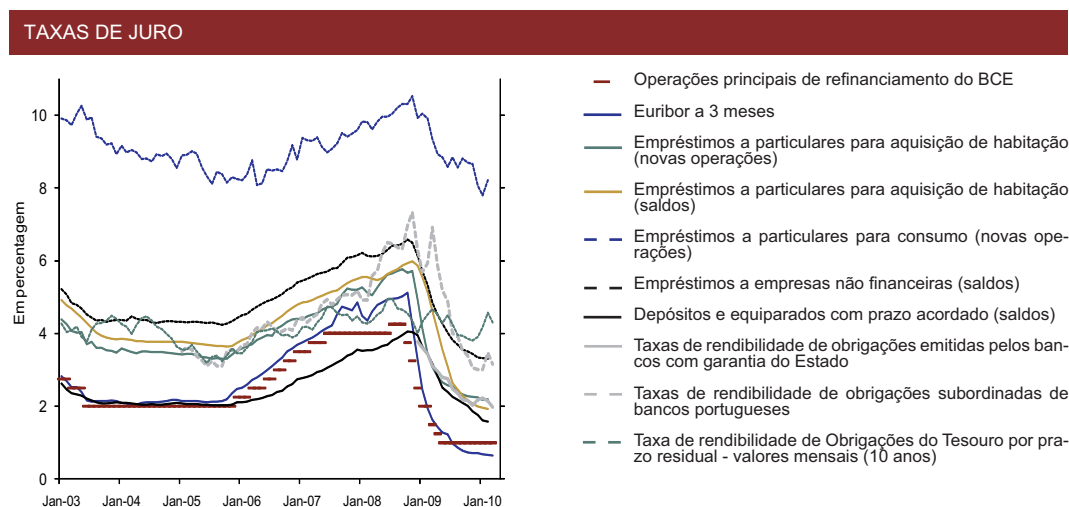 TAXAS DE JURO
Em percentagem
10
8
6
4
2
0
Jan-03 Jan-04 Jan-05 Jan-06 Jan-07 Jan-08 Jan-09 Jan-10
Operações principais de refinanciamento do BCE
Euribor a 3 meses
Empréstimos a particulares para aquisição de habitação
(novas operações)
Empréstimos a particulares para aquisição de habitação
(saldos)
Empréstimos a particulares para consumo (novas ope-
rações)
Empréstimos a empresas não financeiras (saldos)
Depósitos e equiparados com prazo acordado (saldos)
Taxas de rendibilidade de obrigações emitidas pelos ban-
cos com garantia do Estado
Taxas de rendibilidade de obrigações subordinadas de
bancos portugueses
Taxa de rendibilidade de Obrigações do Tesouro por pra-
zo residual - valores mensais (10 anos)